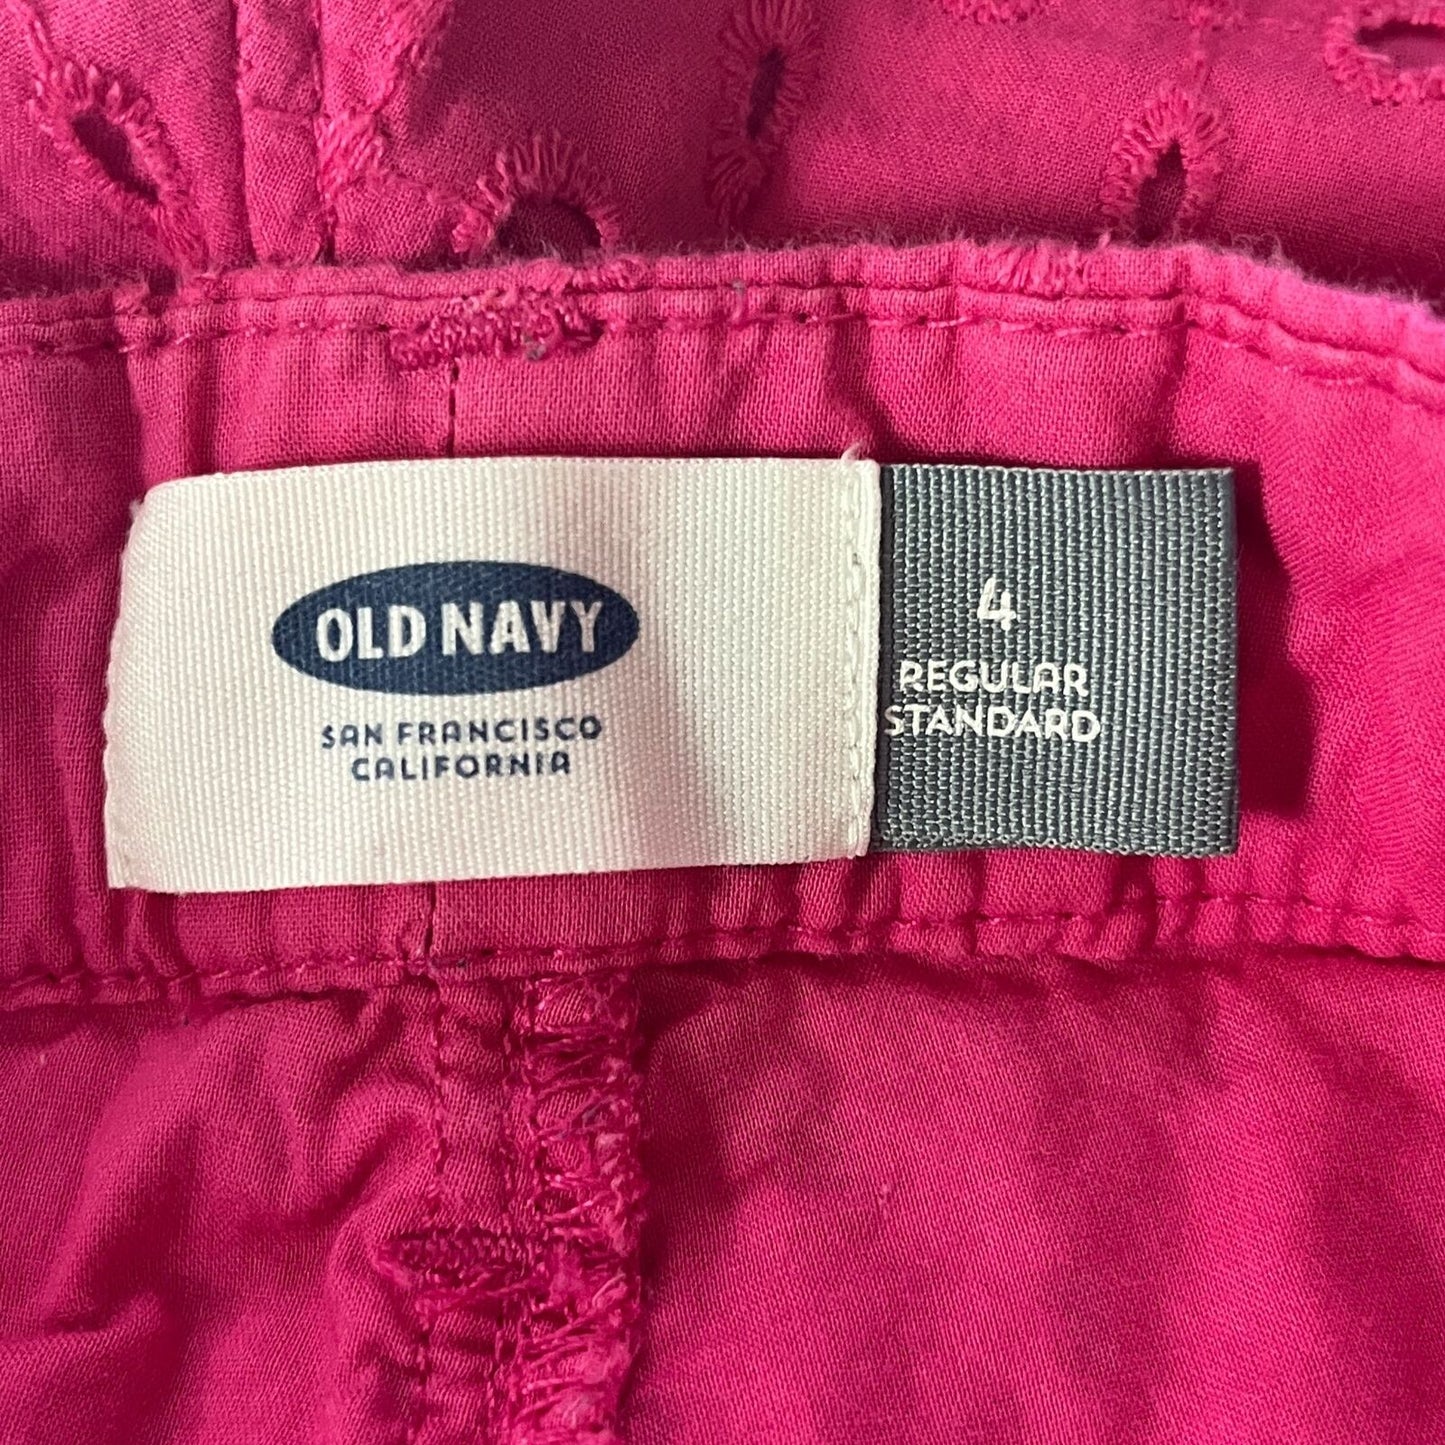 OLD NAVY
SAN FRANCISCO
CALIFORNIA
4
REGULAR
STANDARD